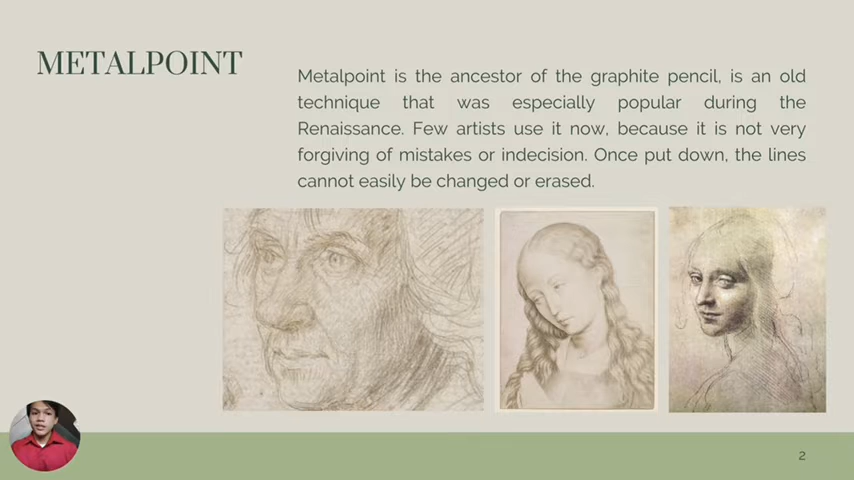 METALPOINT
Metalpoint is the ancestor of the graphite pencil, is an old
technique that was especially popular during the
Renaissance. Few artists use it now, because it is not very
forgiving of mistakes or indecision. Once put down, the lines
cannot easily be changed or erased.
2